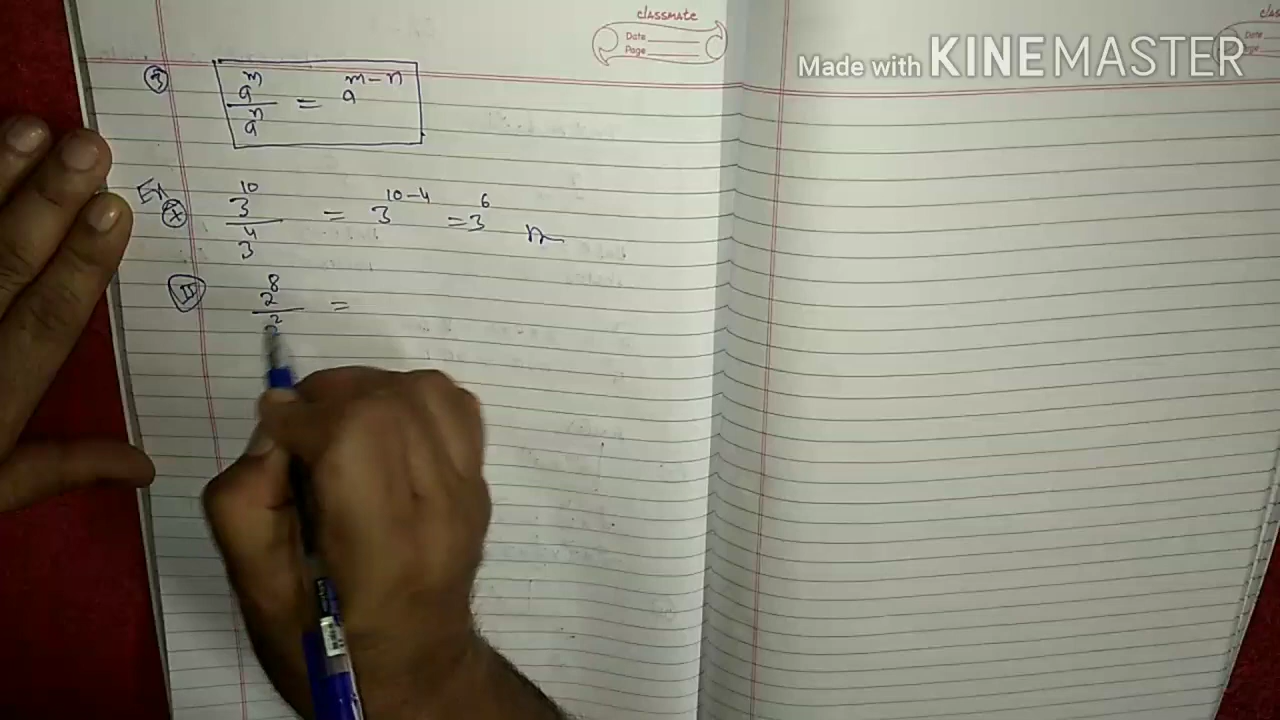 classmate
Date
Page
Made with KINEMASTER
③ a^m / a^n = a^(m-n)
Ex
3^10 / 3^4 = 3^(10-4) = 3^6
II 2^8 / 2^2 =